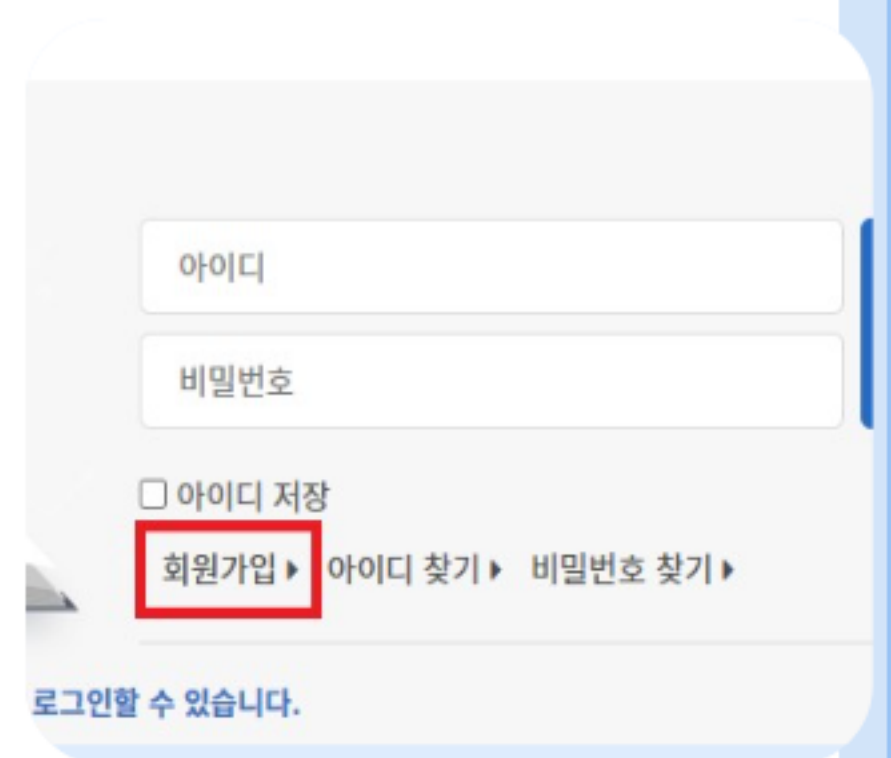 아이디
비밀번호
아이디 저장
회원가입 아이디 찾기 비밀번호 찾기
로그인할 수 있습니다.